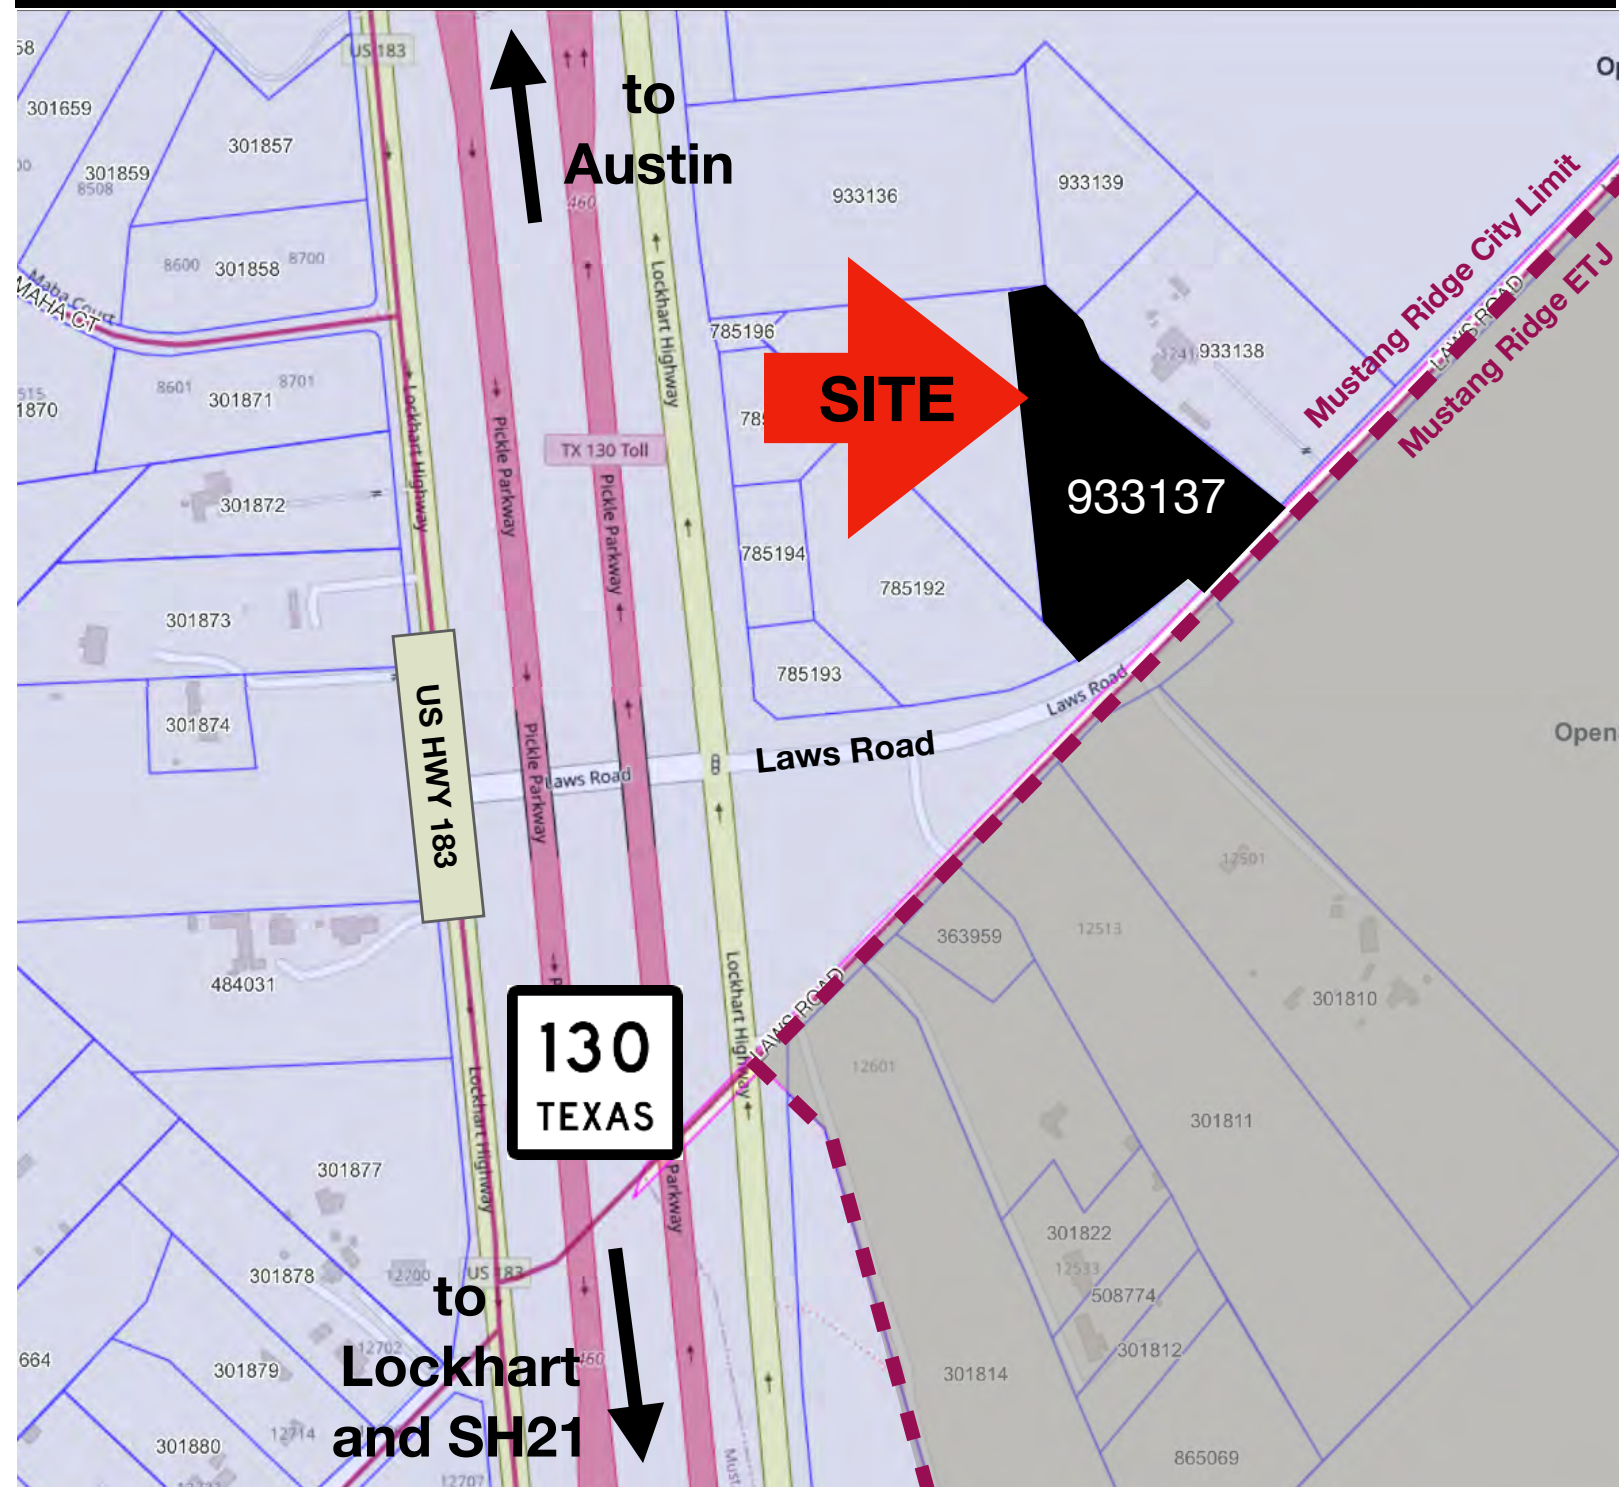 US 183
58
301659
301857
301859
8508
to
Austin
460
933136
933139
Mustang Ridge City Limit
Mustang Ridge ETJ
LAWS ROAD
8600
301858
8700
Maha Court
MAHA CT
Lockhart Highway
785196
933138
8601
8701
301871
1870
SITE
Lockhart Highway
Pickle Parkway
TX 130 Toll
Pickle Parkway
933137
301872
785194
785192
301873
785193
301874
US HWY 183
Laws Road
Laws Road
Laws Road
Pickle Parkway
Open
12501
363959
12513
484031
301810
LAWS ROAD
Lockhart Highway
130
TEXAS
12601
Lockhart Highway
301811
301877
Parkway
301822
301878
12700
US 183
12533
508774
to
Lockhart
and SH21
12702
301812
664
301879
460
301814
301880
12714
12707
865069